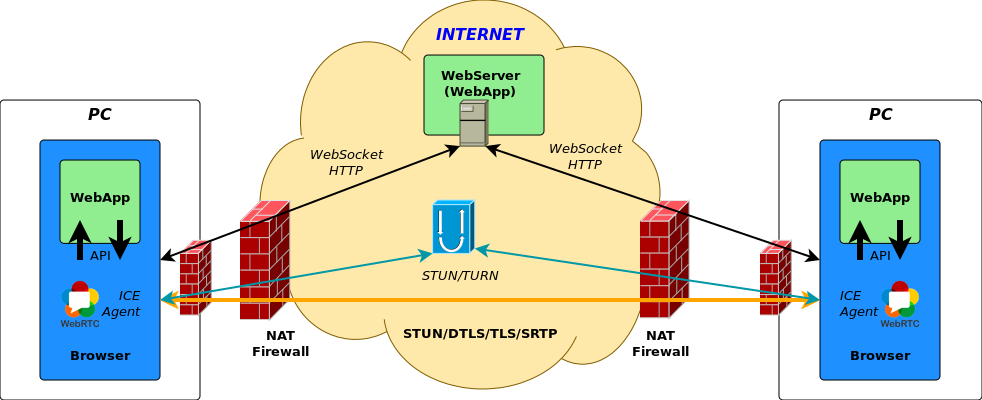 INTERNET
WebServer
(WebApp)
PC
PC
WebSocket
HTTP
WebSocket
HTTP
WebApp
WebApp
API
API
STUN/TURN
ICE
Agent
WebRTC
ICE
Agent
WebRTC
NAT
Firewall
STUN/DTLS/TLS/SRTP
NAT
Firewall
Browser
Browser